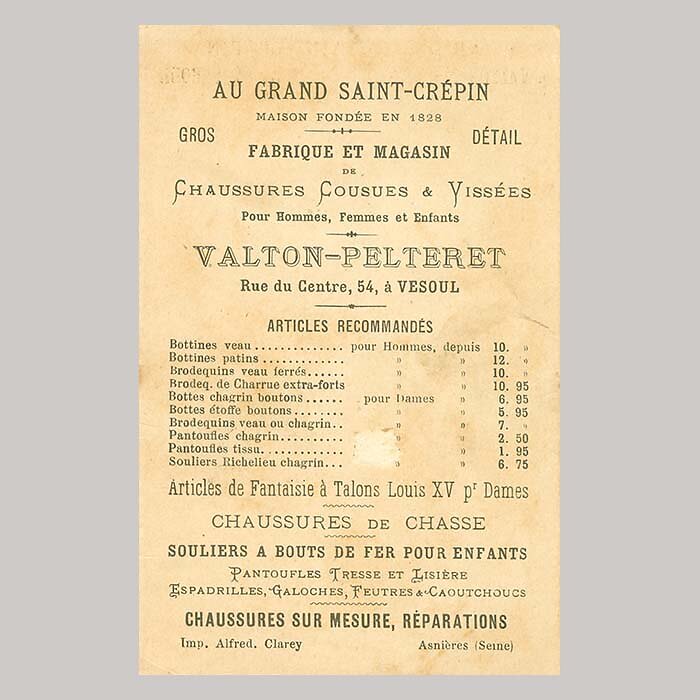 AU GRAND SAINT-CRÉPIN
MAISON FONDÉE EN 1828
GROS DÉTAIL
FABRIQUE ET MAGASIN
DE
CHAUSSURES COUSUES & VISSÉES
Pour Hommes, Femmes et Enfants
VALTON-PELTERET
Rue du Centre, 54, à VESOUL
ARTICLES RECOMMANDÉS
Bottines veau . . . . . . . . . . . . . pour Hommes, depuis 10. »
Bottines patins . . . . . . . . . . . . » » 12. »
Brodequins veau ferrés...... » » 10. »
Brodeq. de Charrue extra-forts » » 10. 95
Bottes chagrin boutons...... pour Dames » 6. 95
Bottes étoffe boutons........ » » 5. 95
Brodequins veau ou chagrin.. » » 7. »
Pantoufles chagrin........... » » 2. 50
Pantoufles tissu.............. » » 1. 95
Souliers Richelieu chagrin... » » 6. 75
Articles de Fantaisie à Talons Louis XV pr Dames
CHAUSSURES DE CHASSE
SOULIERS A BOUTS DE FER POUR ENFANTS
PANTOUFLES TRESSE ET LISIÈRE
ESPADRILLES, GALOCHES, FEUTRES & CAOUTCHOUCS
CHAUSSURES SUR MESURE, RÉPARATIONS
Imp. Alfred. Clarey Asnières (Seine)